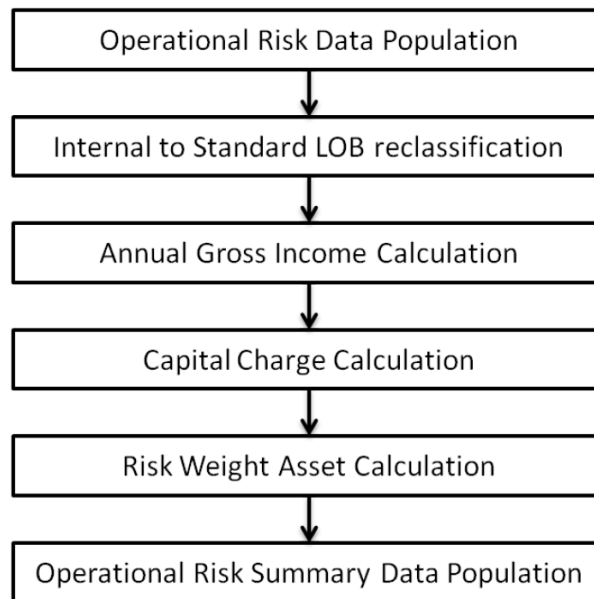 Operational Risk Data Population
Internal to Standard LOB reclassification
Annual Gross Income Calculation
Capital Charge Calculation
Risk Weight Asset Calculation
Operational Risk Summary Data Population